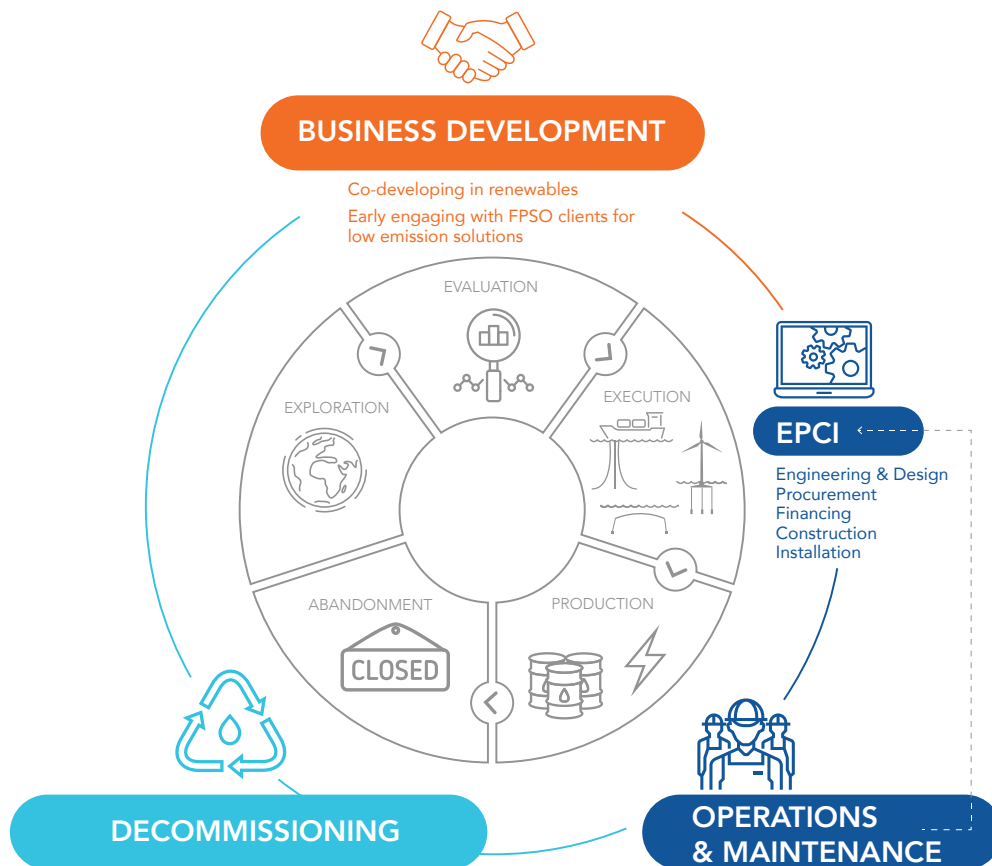 BUSINESS DEVELOPMENT
Co-developing in renewables
Early engaging with FPSO clients for
low emission solutions
EVALUATION
EXPLORATION
EXECUTION
EPCI
Engineering & Design
Procurement
Financing
Construction
Installation
ABANDONMENT
CLOSED
PRODUCTION
DECOMMISSIONING
OPERATIONS
& MAINTENANCE